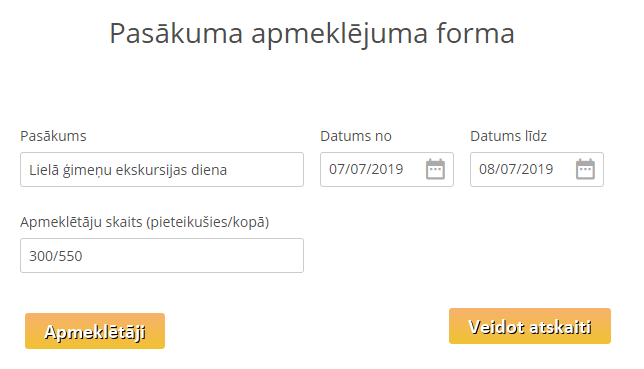 Pasākuma apmeklējuma forma
Pasākums Datums no Datums līdz
Lielā ģimeņu ekskursijas diena 07/07/2019 08/07/2019
Apmeklētāju skaits (pieteikušies/kopā)
300/550
Apmeklētāji Veidot atskaiti